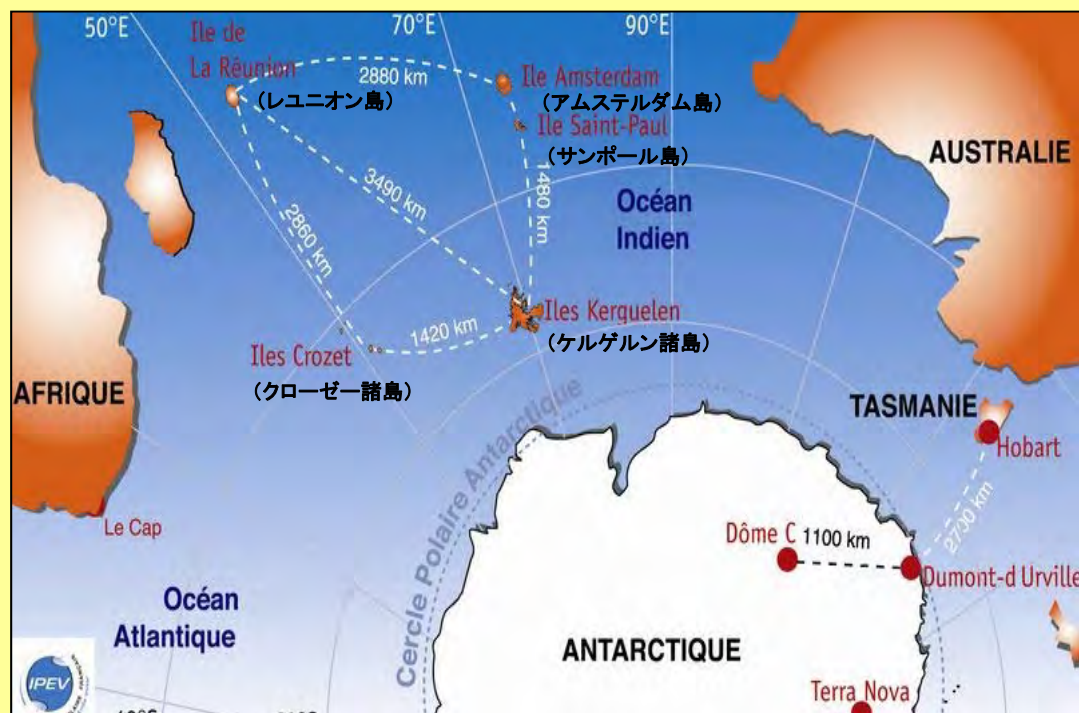 50°E
70°E
90°E
Ile de
La Réunion
(レユニオン島)
2880 km
Ile Amsterdam
(アムステルダム島)
Ile Saint-Paul
(サンポール島)
AUSTRALIE
3490 km
1480 km
2860 km
Océan
Indien
Iles Kerguelen
(ケルゲルン諸島)
1420 km
Iles Crozet
(クローゼー諸島)
AFRIQUE
TASMANIE
Hobart
Cercle Polaire Antarctique
2700 km
Le Cap
Dôme C
1100 km
Dumont-d Urville
Océan
Atlantique
ANTARCTIQUE
Terra Nova
IPEV